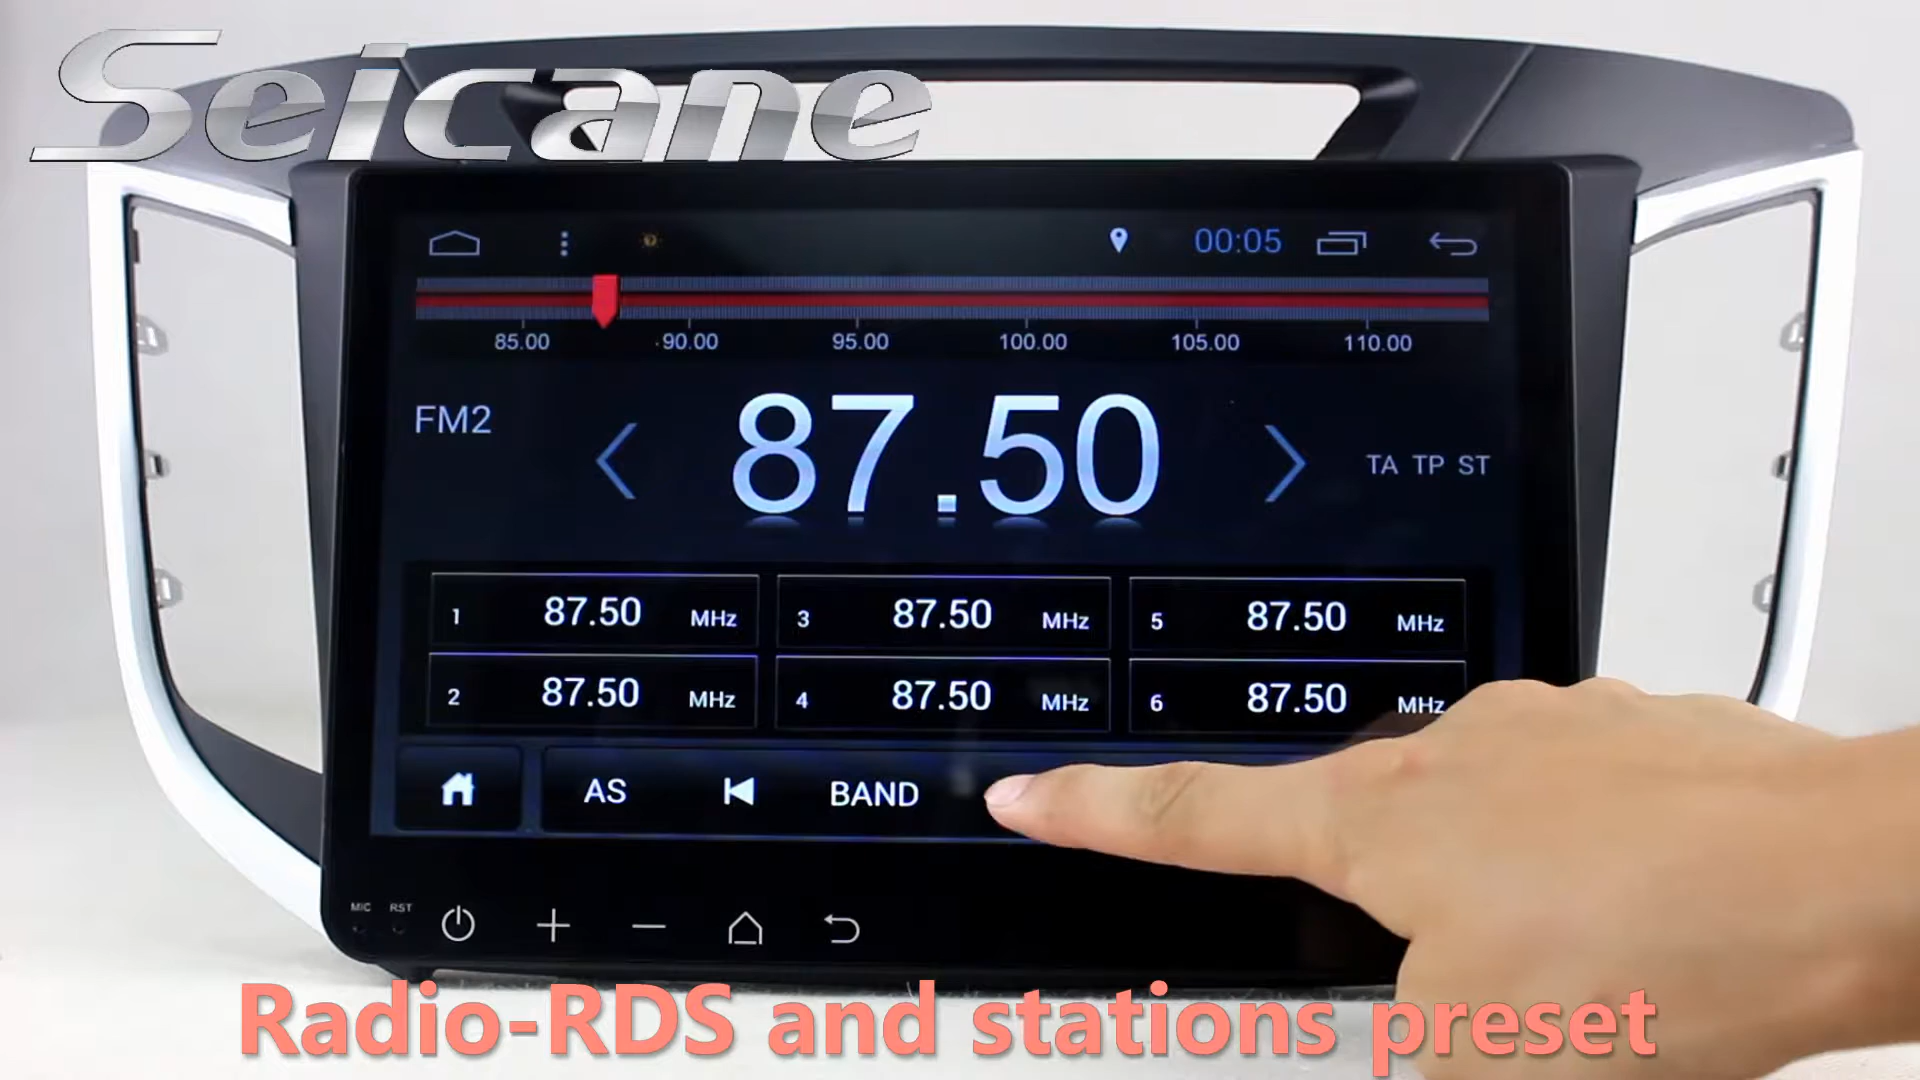 Seicane
00:05
85.00 90.00 95.00 100.00 105.00 110.00
FM2
87.50
TA TP ST
1 87.50 MHz 3 87.50 MHz 5 87.50 MHz
2 87.50 MHz 4 87.50 MHz 6 87.50 MHz
AS BAND
MIC RST
Radio-RDS and stations preset